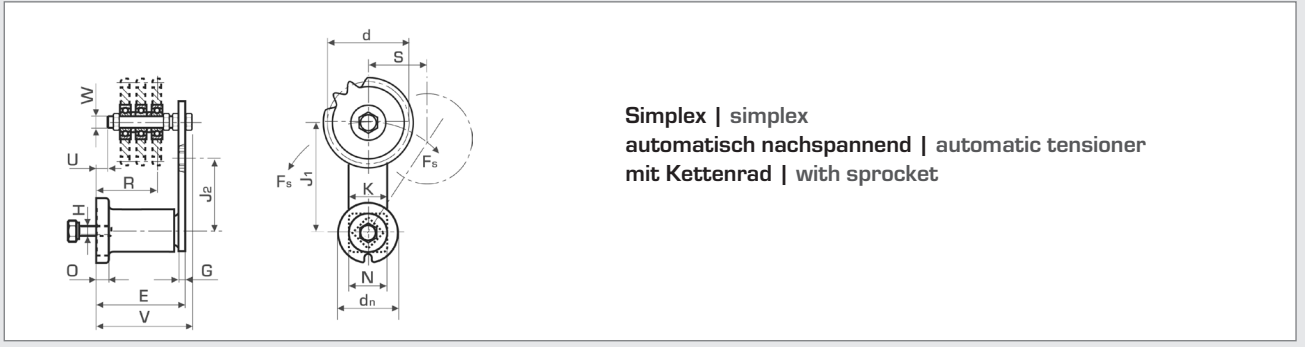 d
S
W
U
R
J2
H
O
G
E
V
Fs
Fs
J1
K
N
dn
Simplex | simplex
automatisch nachspannend | automatic tensioner
mit Kettenrad | with sprocket